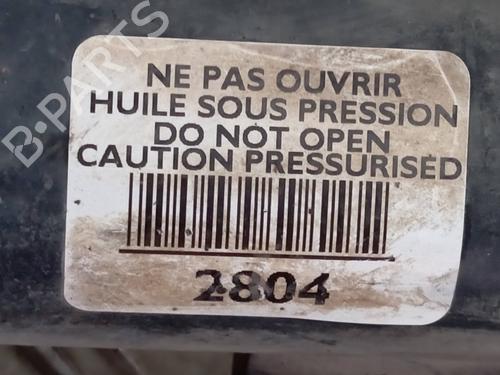 B-PARTS
NE PAS OUVRIR
HUILE SOUS PRESSION
DO NOT OPEN
CAUTION PRESSURISED
2804